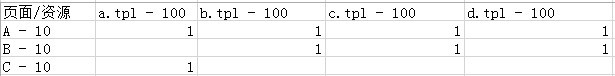 页面/资源 a.tpl - 100 b.tpl - 100 c.tpl - 100 d.tpl - 100
A - 10 1 1 1 1
B - 10 1 1 1
C - 10 1